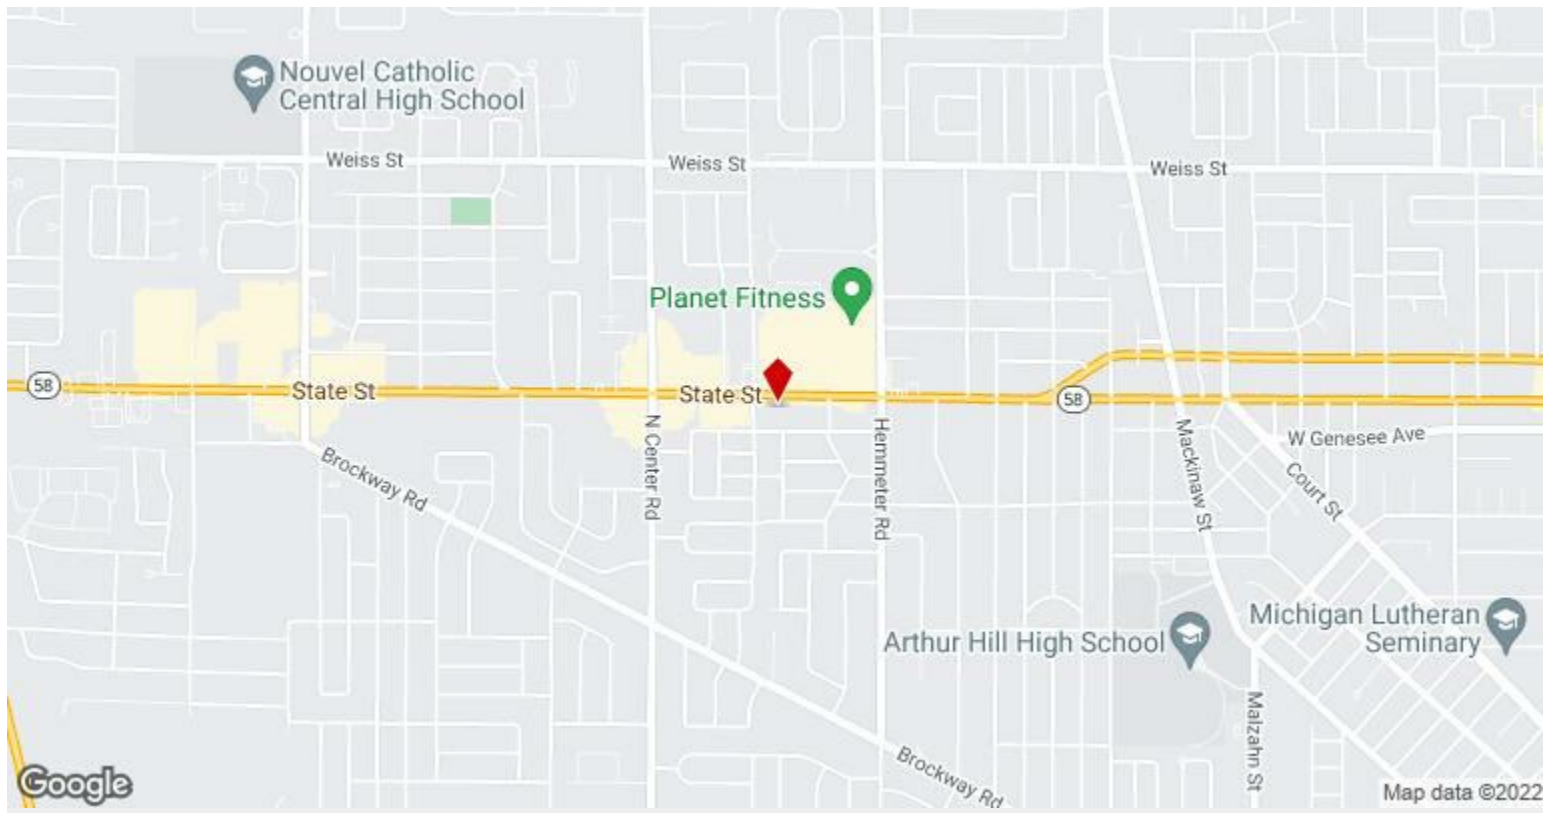 Nouvel Catholic
Central High School
Weiss St
Weiss St
Weiss St
Planet Fitness
58
State St
State St
58
N Center Rd
Hemmeter Rd
Mackinaw St
W Genesee Ave
Court St
Brockway Rd
Arthur Hill High School
Michigan Lutheran
Seminary
Malzahn St
Brockway Rd
Google
Map data ©2022